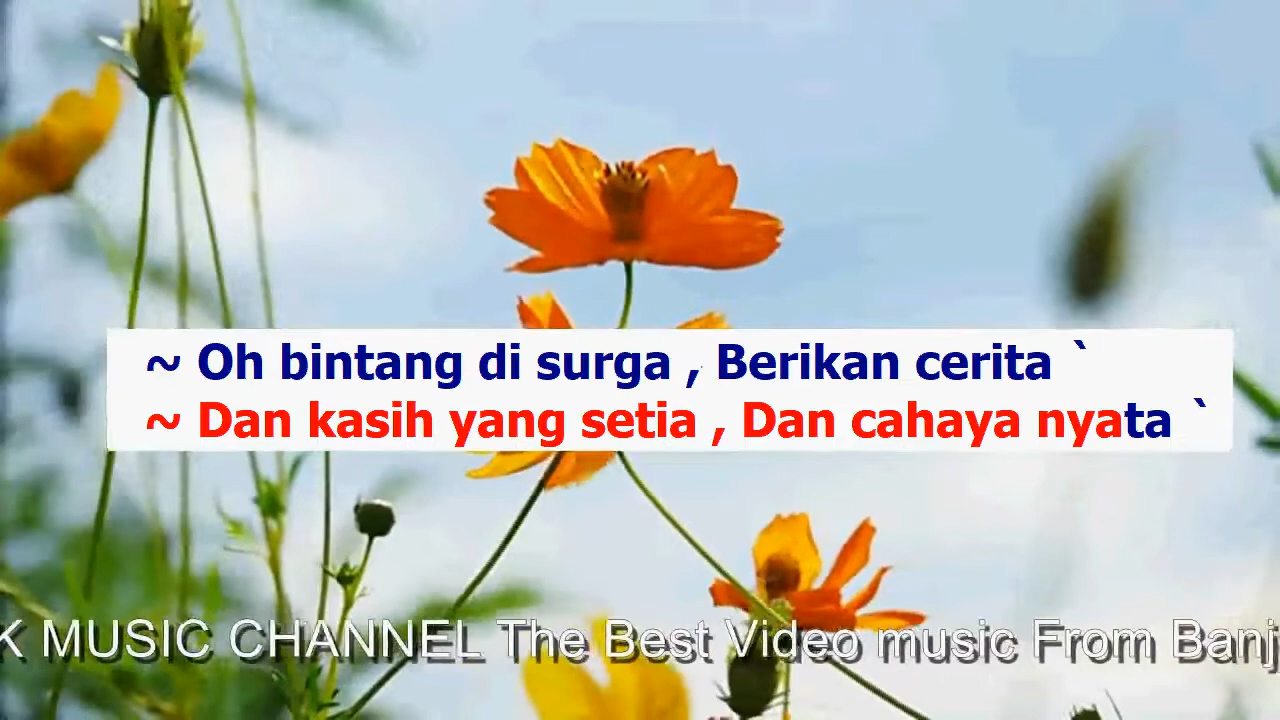 ~ Oh bintang di surga , Berikan cerita `
~ Dan kasih yang setia , Dan cahaya nyata `
K MUSIC CHANNEL The Best Video music From Banj